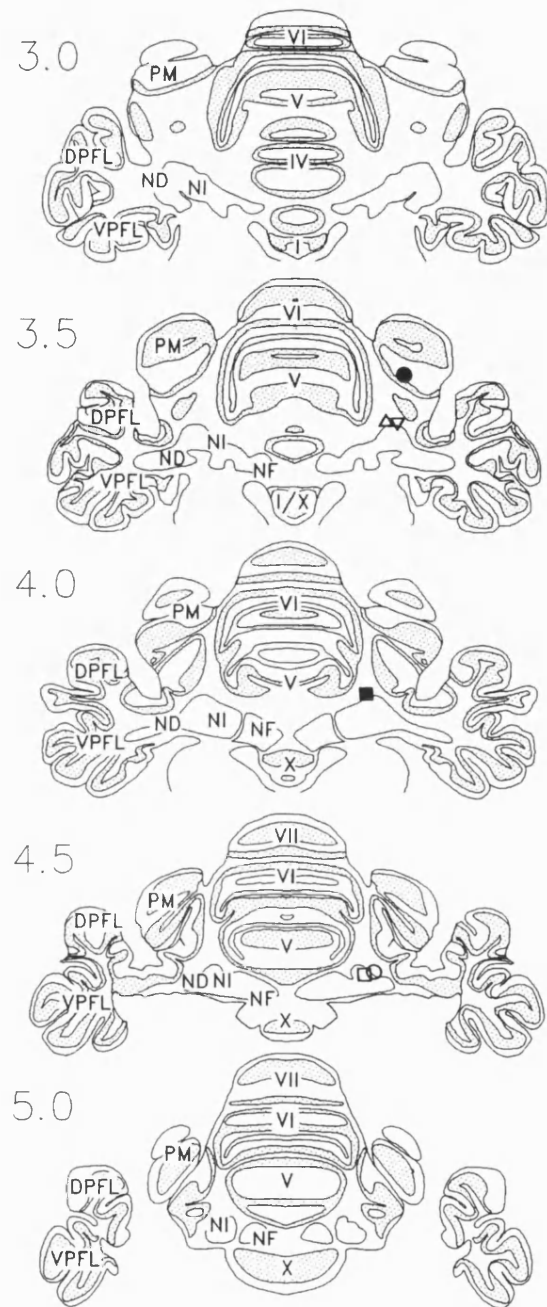 3.0
VI
PM
V
DPFL
IV
ND
NI
VPFL
I
3.5
VI
PM
V
DPFL
NI
ND
NF
VPFL
I/X
4.0
PM
VI
DPFL
V
ND
NI
NF
VPFL
X
4.5
VII
VI
PM
DPFL
V
ND NI
NF
VPFL
X
5.0
VII
VI
PM
V
DPFL
NI
NF
VPFL
X